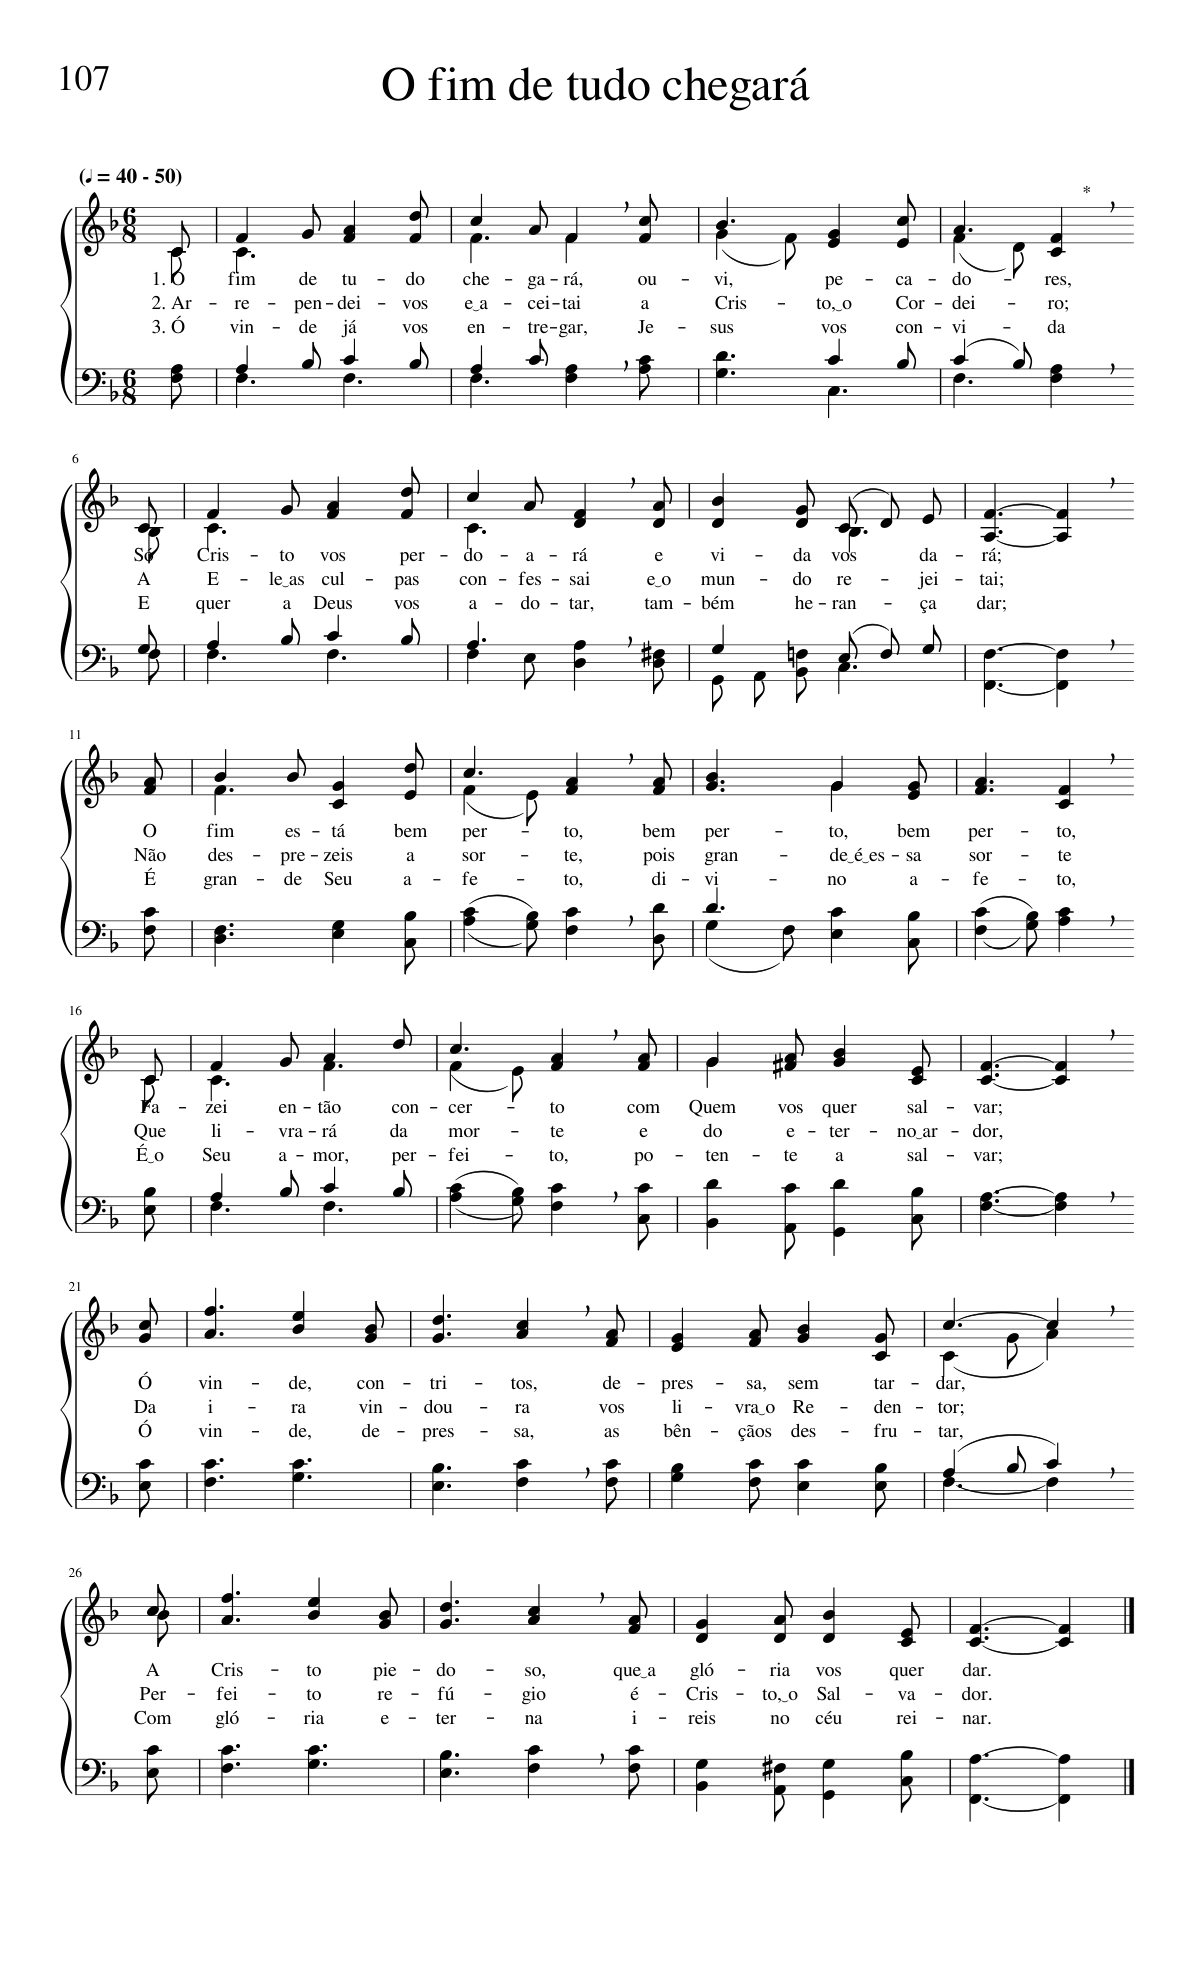 107
O fim de tudo chegará
(♩ = 40 - 50)
*
1. O fim de tu - do che - ga - rá, ou - vi, pe - ca - do - res,
2. Ar - re - pen - dei - vos e‿a - cei - tai a Cris - to,‿o Cor - dei - ro;
3. Ó vin - de já vos en - tre - gar, Je - sus vos con - vi - da
6
Só Cris - to vos per - do - a - rá e vi - da vos da - rá;
A E - le‿as cul - pas con - fes - sai e‿o mun - do re - jei - tai;
E quer a Deus vos a - do - tar, tam - bém he - ran - ça dar;
11
O fim es - tá bem per - to, bem per - to, bem per - to,
Não des - pre - zeis a sor - te, pois gran - de‿é‿es - sa sor - te
É gran - de Seu a - fe - to, di - vi - no a - fe - to,
16
Fa - zei en - tão con - cer - to com Quem vos quer sal - var;
Que li - vra - rá da mor - te e do e - ter - no‿ar - dor,
É‿o Seu a - mor, per - fei - to, po - ten - te a sal - var;
21
Ó vin - de, con - tri - tos, de - pres - sa, sem tar - dar,
Da i - ra vin - dou - ra vos li - vra‿o Re - den - tor;
Ó vin - de, de - pres - sa, as bên - çãos des - fru - tar,
26
A Cris - to pie - do - so, que‿a gló - ria vos quer dar.
Per - fei - to re - fú - gio é - Cris - to,‿o Sal - va - dor.
Com gló - ria e - ter - na i - reis no céu rei - nar.